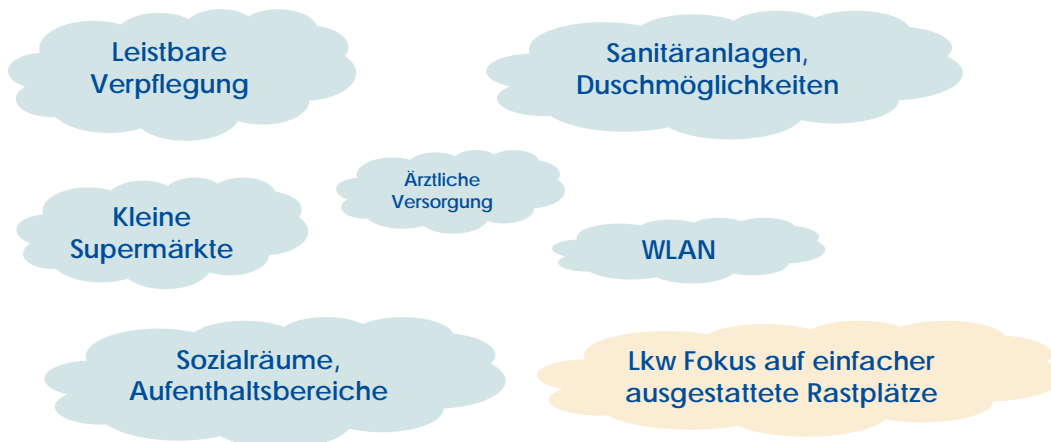 Leistbare
Verpflegung
Sanitäranlagen,
Duschmöglichkeiten
Ärztliche
Versorgung
Kleine
Supermärkte
WLAN
Sozialräume,
Aufenthaltsbereiche
Lkw Fokus auf einfacher
ausgestattete Rastplätze